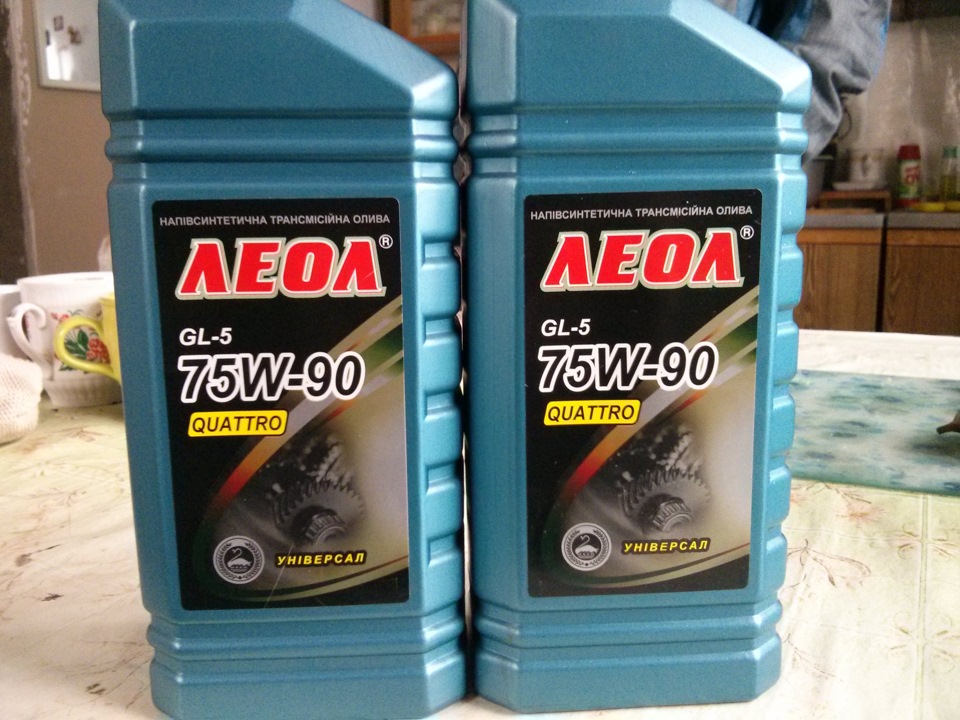 НАПІВСИНТЕТИЧНА ТРАНСМІСІЙНА ОЛИВА
ЛЕОЛ®
GL-5
75W-90
QUATTRO
УНІВЕРСАЛ
НАПІВСИНТЕТИЧНА ТРАНСМІСІЙНА ОЛИВА
ЛЕОЛ®
GL-5
75W-90
QUATTRO
УНІВЕРСАЛ